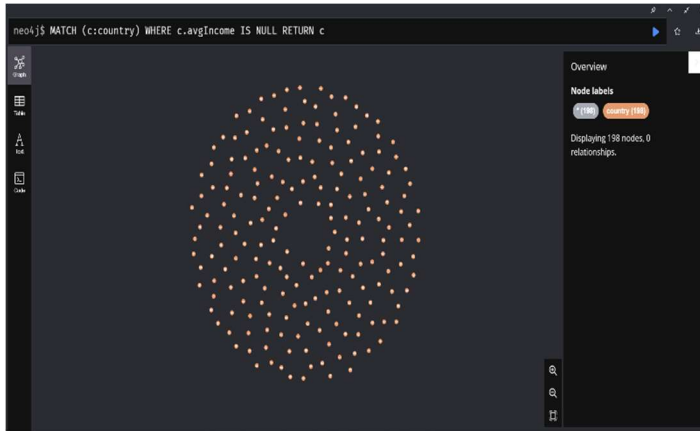 neo4j$ MATCH (c:country) WHERE c.avgIncome IS NULL RETURN c
Graph
Table
Text
Code
Overview
Node labels
* (198) country (198)
Displaying 198 nodes, 0
relationships.